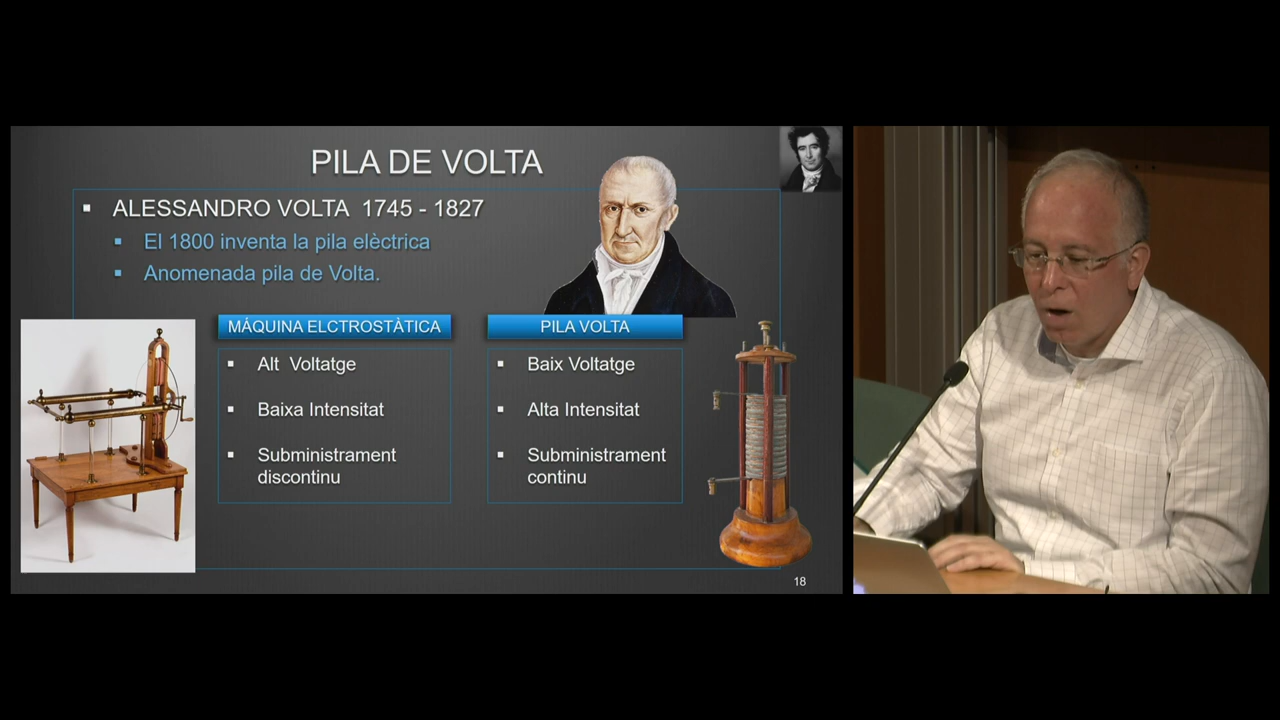 PILA DE VOLTA
ALESSANDRO VOLTA 1745 - 1827
El 1800 inventa la pila elèctrica
Anomenada pila de Volta.
MÁQUINA ELCTROSTÀTICA
Alt Voltatge
Baixa Intensitat
Subministrament
discontinu
PILA VOLTA
Baix Voltatge
Alta Intensitat
Subministrament
continu
18